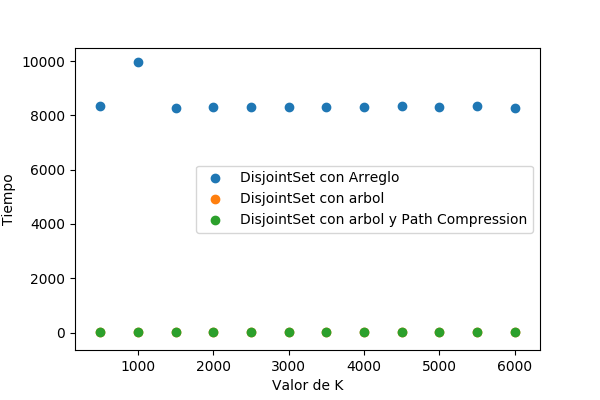 10000
8000
6000
4000
2000
0
Tiempo
DisjointSet con Arreglo
DisjointSet con arbol
DisjointSet con arbol y Path Compression
1000 2000 3000 4000 5000 6000
Valor de K